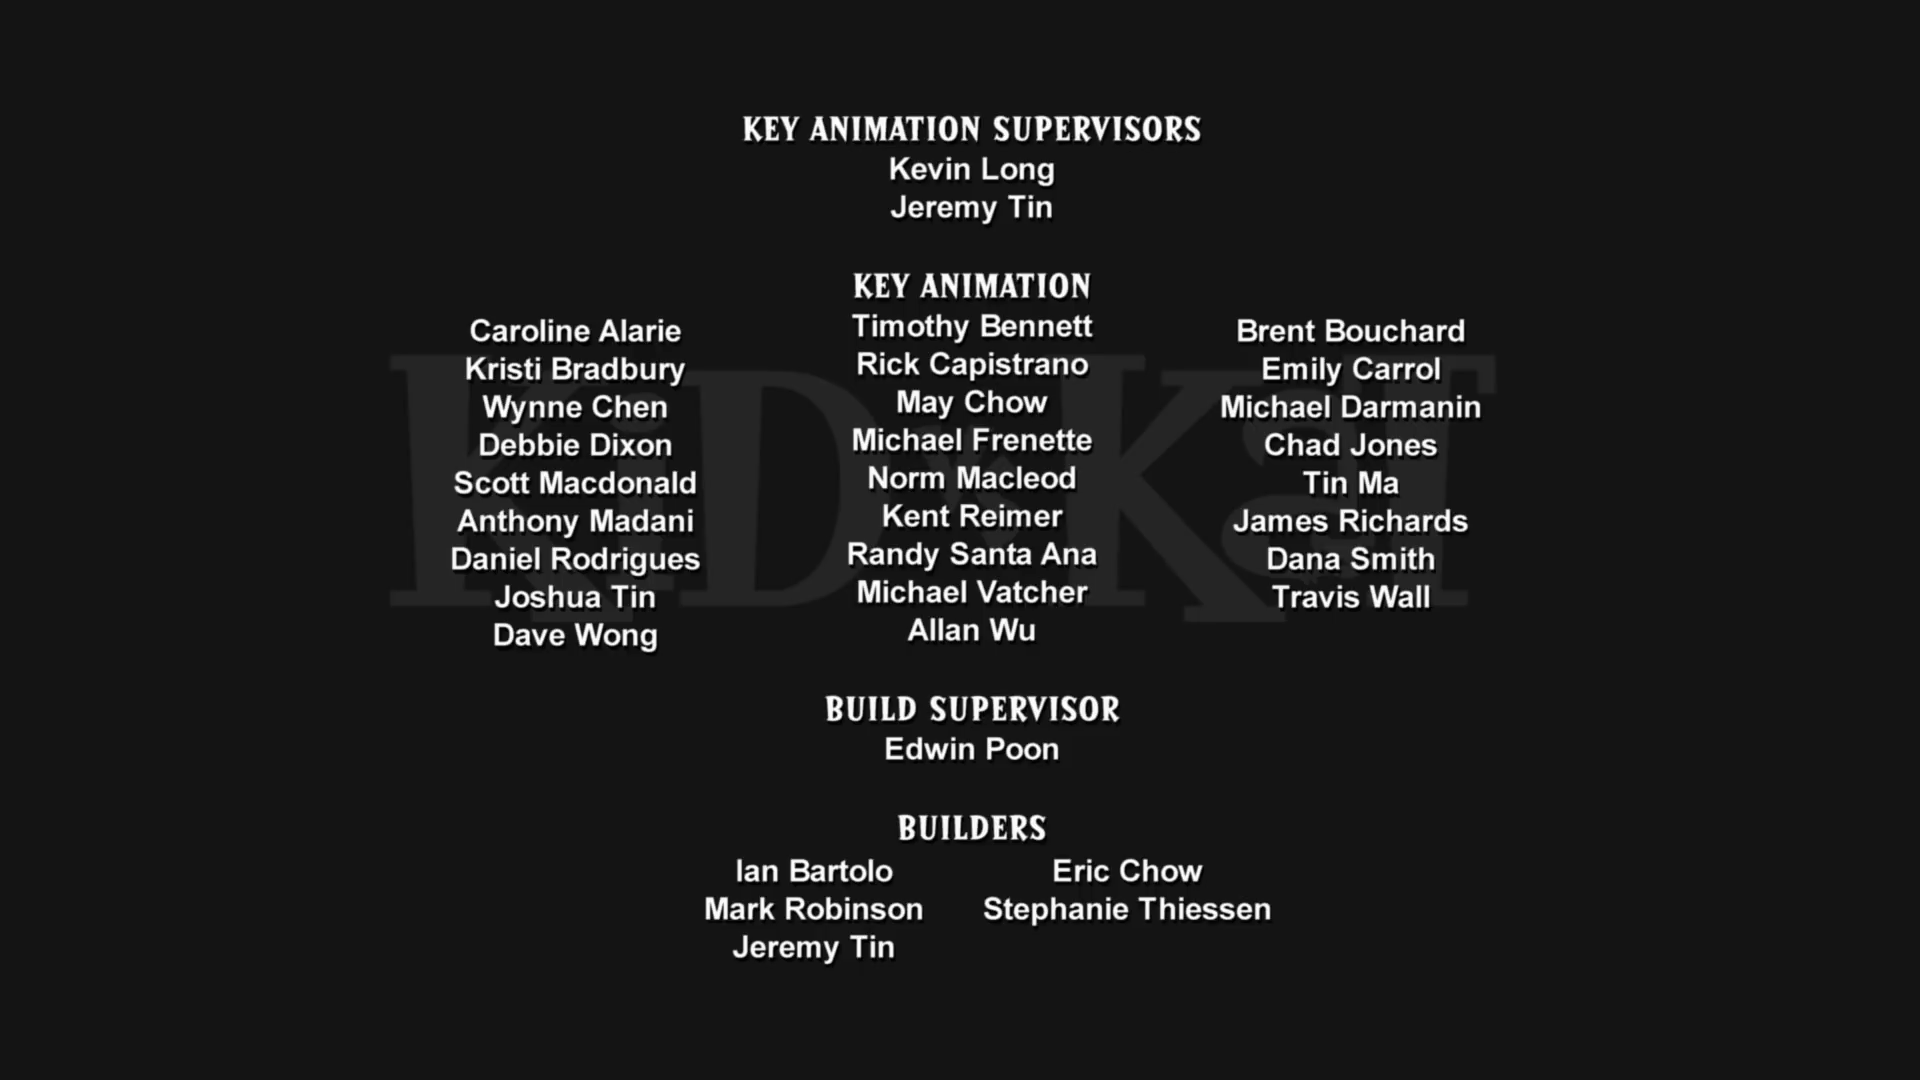 KEY ANIMATION SUPERVISORS
Kevin Long
Jeremy Tin
KEY ANIMATION
Caroline Alarie Timothy Bennett Brent Bouchard
Kristi Bradbury Rick Capistrano Emily Carrol
Wynne Chen May Chow Michael Darmanin
Debbie Dixon Michael Frenette Chad Jones
Scott Macdonald Norm Macleod Tin Ma
Anthony Madani Kent Reimer James Richards
Daniel Rodrigues Randy Santa Ana Dana Smith
Joshua Tin Michael Vatcher Travis Wall
Dave Wong Allan Wu
KiD vs KaT
BUILD SUPERVISOR
Edwin Poon
BUILDERS
Ian Bartolo Eric Chow
Mark Robinson Stephanie Thiessen
Jeremy Tin